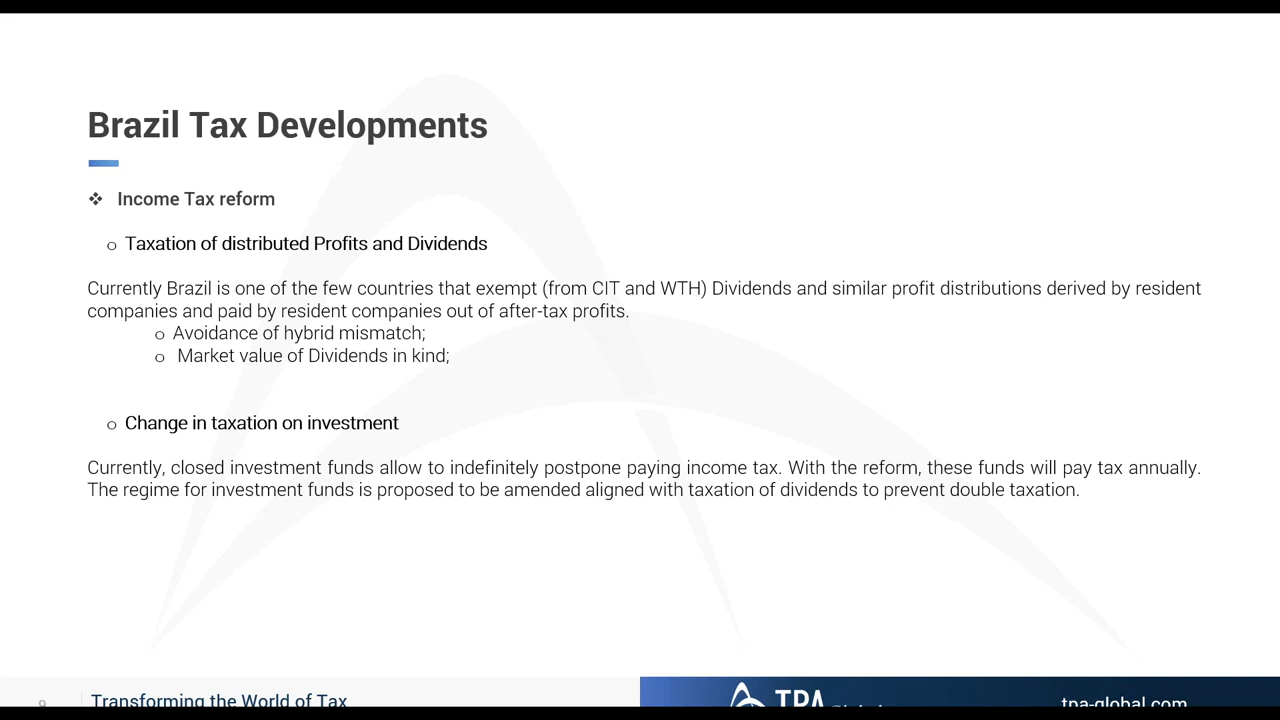 Brazil Tax Developments
❖ Income Tax reform
o Taxation of distributed Profits and Dividends
Currently Brazil is one of the few countries that exempt (from CIT and WTH) Dividends and similar profit distributions derived by resident
companies and paid by resident companies out of after-tax profits.
o Avoidance of hybrid mismatch;
o Market value of Dividends in kind;
o Change in taxation on investment
Currently, closed investment funds allow to indefinitely postpone paying income tax. With the reform, these funds will pay tax annually.
The regime for investment funds is proposed to be amended aligned with taxation of dividends to prevent double taxation.
9 Transforming the World of Tax TPA Global tpa-global.com